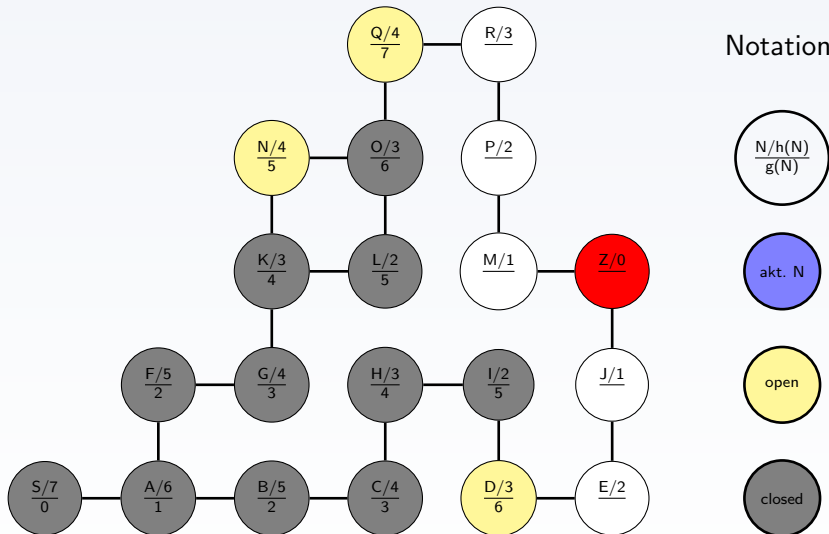 Q/4
7
R/3
Notation
N/4
5
O/3
6
P/2
N/h(N)
g(N)
K/3
4
L/2
5
M/1
Z/0
akt. N
F/5
2
G/4
3
H/3
4
I/2
5
J/1
open
S/7
0
A/6
1
B/5
2
C/4
3
D/3
6
E/2
closed